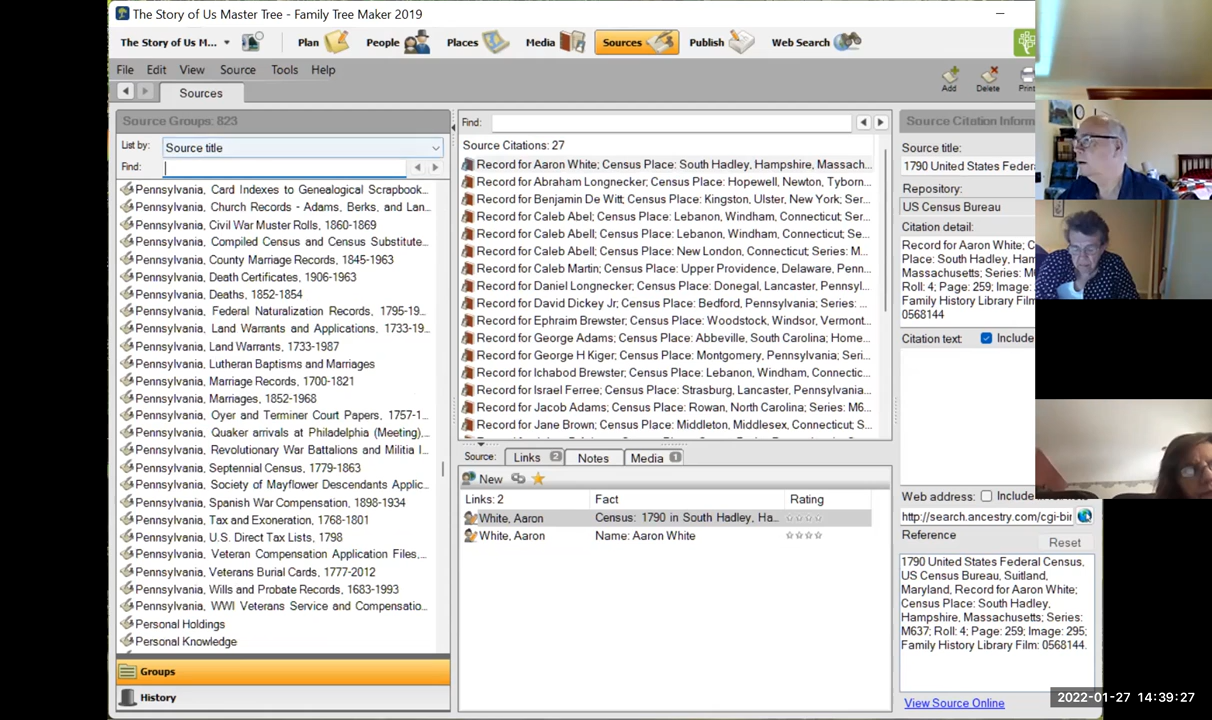 The Story of Us Master Tree - Family Tree Maker 2019
The Story of Us M...
Plan
People
Places
Media
Sources
Publish
Web Search
File Edit View Source Tools Help
Add
Delete
Sources
Source Groups: 823
List by: Source title
Find:
Pennsylvania, Card Indexes to Genealogical Scrapbook...
Pennsylvania, Church Records - Adams, Berks, and Lan...
Pennsylvania, Civil War Muster Rolls, 1860-1869
Pennsylvania, Compiled Census and Census Substitute...
Pennsylvania, County Marriage Records, 1845-1963
Pennsylvania, Death Certificates, 1906-1963
Pennsylvania, Deaths, 1852-1854
Pennsylvania, Federal Naturalization Records, 1795-19...
Pennsylvania, Land Warrants and Applications, 1733-19...
Pennsylvania, Land Warrants, 1733-1987
Pennsylvania, Lutheran Baptisms and Marriages
Pennsylvania, Marriage Records, 1700-1821
Pennsylvania, Marriages, 1852-1968
Pennsylvania, Oyer and Terminer Court Papers, 1757-1...
Pennsylvania, Quaker arrivals at Philadelphia (Meeting),...
Pennsylvania, Revolutionary War Battalions and Militia I...
Pennsylvania, Septennial Census, 1779-1863
Pennsylvania, Society of Mayflower Descendants Applic...
Pennsylvania, Spanish War Compensation, 1898-1934
Pennsylvania, Tax and Exoneration, 1768-1801
Pennsylvania, U.S. Direct Tax Lists, 1798
Pennsylvania, Veteran Compensation Application Files,...
Pennsylvania, Veterans Burial Cards, 1777-2012
Pennsylvania, Wills and Probate Records, 1683-1993
Pennsylvania, WWI Veterans Service and Compensatio...
Personal Holdings
Personal Knowledge
Groups
History
Find:
Source Citations: 27
Record for Aaron White; Census Place: South Hadley, Hampshire, Massach...
Record for Abraham Longnecker; Census Place: Hopewell, Newton, Tyborn...
Record for Benjamin De Witt; Census Place: Kingston, Ulster, New York; Ser...
Record for Caleb Abel; Census Place: Lebanon, Windham, Connecticut; Ser...
Record for Caleb Abell; Census Place: Lebanon, Windham, Connecticut; Ser...
Record for Caleb Abell; Census Place: New London, Connecticut; Series: M...
Record for Caleb Martin; Census Place: Upper Providence, Delaware, Penn...
Record for Daniel Longnecker; Census Place: Donegal, Lancaster, Pennsyl...
Record for David Dickey Jr; Census Place: Bedford, Pennsylvania; Series: ...
Record for Ephraim Brewster; Census Place: Woodstock, Windsor, Vermont...
Record for George Adams; Census Place: Abbeville, South Carolina; Home...
Record for George H Kiger; Census Place: Montgomery, Pennsylvania; Seri...
Record for Ichabod Brewster; Census Place: Lebanon, Windham, Connectic...
Record for Israel Ferree; Census Place: Strasburg, Lancaster, Pennsylvania...
Record for Jacob Adams; Census Place: Rowan, North Carolina; Series: M6...
Record for Jane Brown; Census Place: Middleton, Middlesex, Connecticut; S...
Source: Links 2 Notes Media 1
New
Links: 2 Fact Rating
White, Aaron Census: 1790 in South Hadley, Ha...
White, Aaron Name: Aaron White
Source Citation Inform
Source title:
1790 United States Federa
Repository:
US Census Bureau
Citation detail:
Record for Aaron White; C
Place: South Hadley, Ham
Massachusetts; Series: M6
Roll: 4; Page: 259; Image:
Family History Library Film
0568144
Citation text: Include
Web address: Include
http://search.ancestry.com/cgi-bin
Reference
Reset
1790 United States Federal Census,
US Census Bureau, Suitland,
Maryland, Record for Aaron White;
Census Place: South Hadley,
Hampshire, Massachusetts; Series:
M637; Roll: 4; Page: 259; Image: 295;
Family History Library Film: 0568144.
View Source Online
2022-01-27 14:39:27